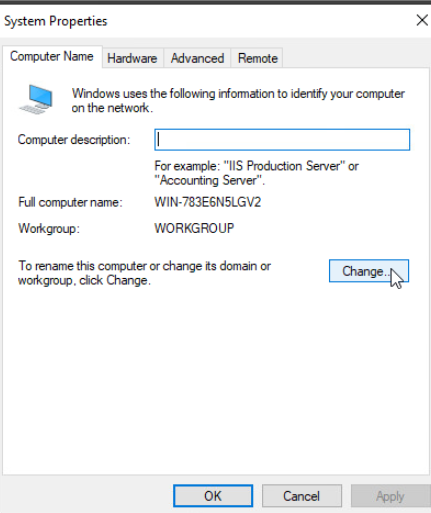 System Properties
Computer Name Hardware Advanced Remote
Windows uses the following information to identify your computer
on the network.
Computer description:
For example: "IIS Production Server" or
"Accounting Server".
Full computer name: WIN-783E6N5LGV2
Workgroup: WORKGROUP
To rename this computer or change its domain or
workgroup, click Change.
Change...
OK Cancel Apply